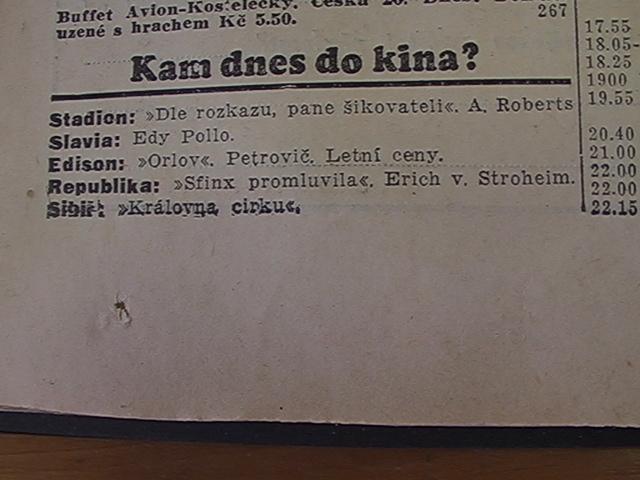 Buffet Avion-Kostelecký. Česká 20.
uzené s hrachem Kč 5.50. 267
Kam dnes do kina?
Stadion: »Dle rozkazu, pane šikovateli«. A. Roberts
Slavia: Edy Pollo.
Edison: »Orlov«. Petrovič. Letní ceny.
Republika: »Sfinx promluvila«. Erich v. Stroheim.
Sibiř: »Královna cirku«.
17.55
18.05-
18.25
1900
19.55
20.40
21.00
22.00
22.00
22.15